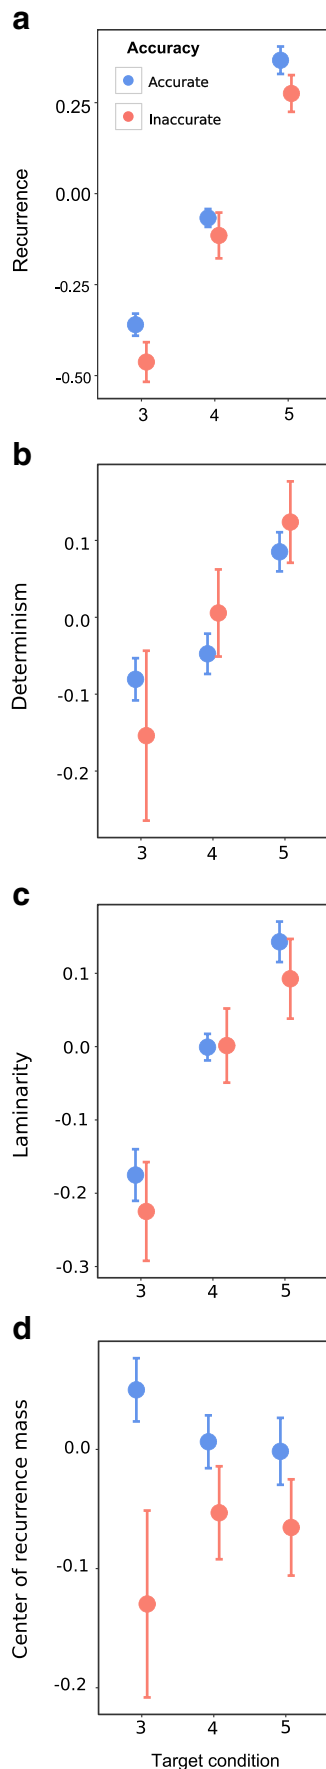 a
Accuracy
Accurate
Inaccurate
Recurrence
0.25
0.00
-0.25
-0.50
3 4 5
b
Determinism
0.1
0.0
-0.1
-0.2
3 4 5
c
Laminarity
0.1
0.0
-0.1
-0.2
-0.3
3 4 5
d
Center of recurrence mass
0.0
-0.1
-0.2
3 4 5
Target condition